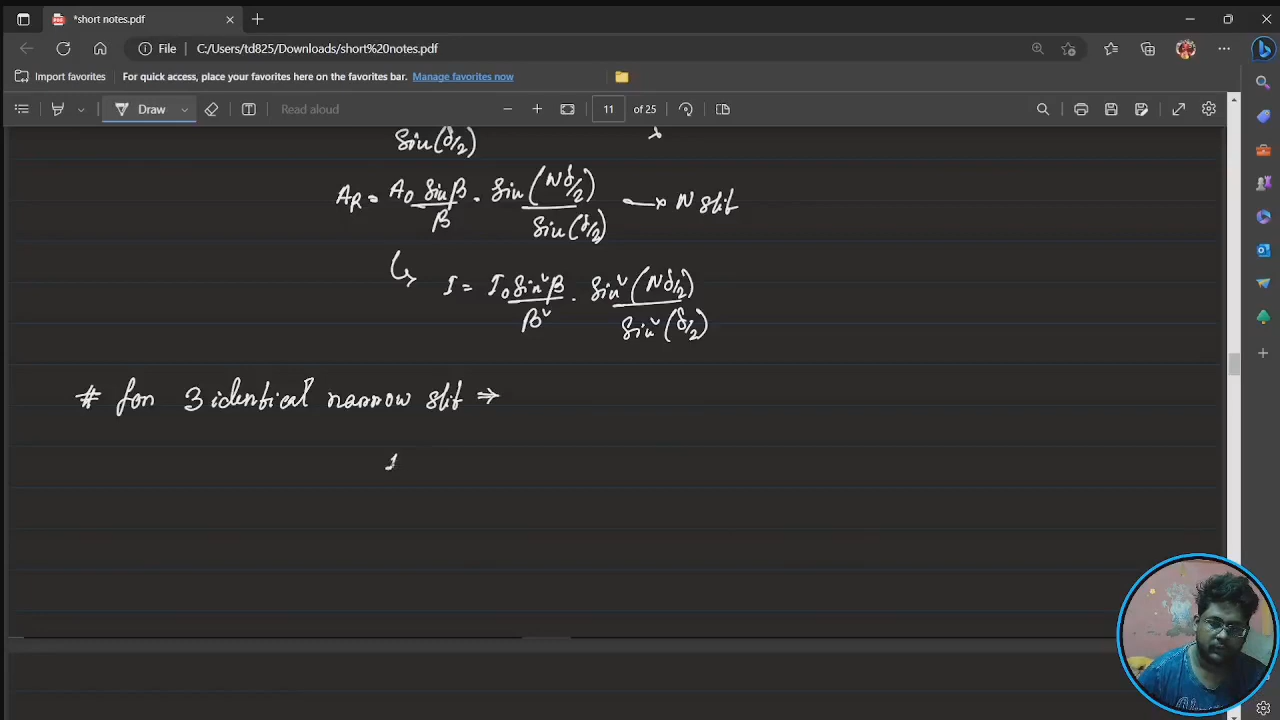 *short notes.pdf
File C:/Users/td825/Downloads/short%20notes.pdf
Import favorites For quick access, place your favorites here on the favorites bar. Manage favorites now
Draw Read aloud 11 of 25
Sin(δ/2) λ
A_R = A_0 Sinβ/β · Sin(Nδ/2)/Sin(δ/2) → N slit
↳ I = I_0 Sin²β/β² · Sin²(Nδ/2)/Sin²(δ/2)
# for 3 identical narrow slit ⇒
I